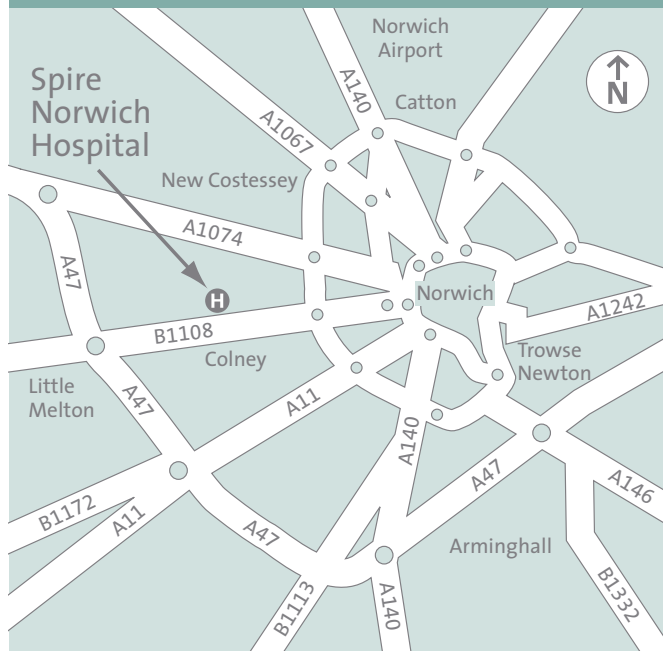 Norwich
Airport
Spire
Norwich
Hospital
A140
Catton
N
A1067
New Costessey
A1074
A47
H
Norwich
A1242
B1108
Colney
Trowse
Newton
Little
Melton
A47
A11
A140
A47
A146
B1172
A11
A47
Arminghall
B1113
A140
B1332